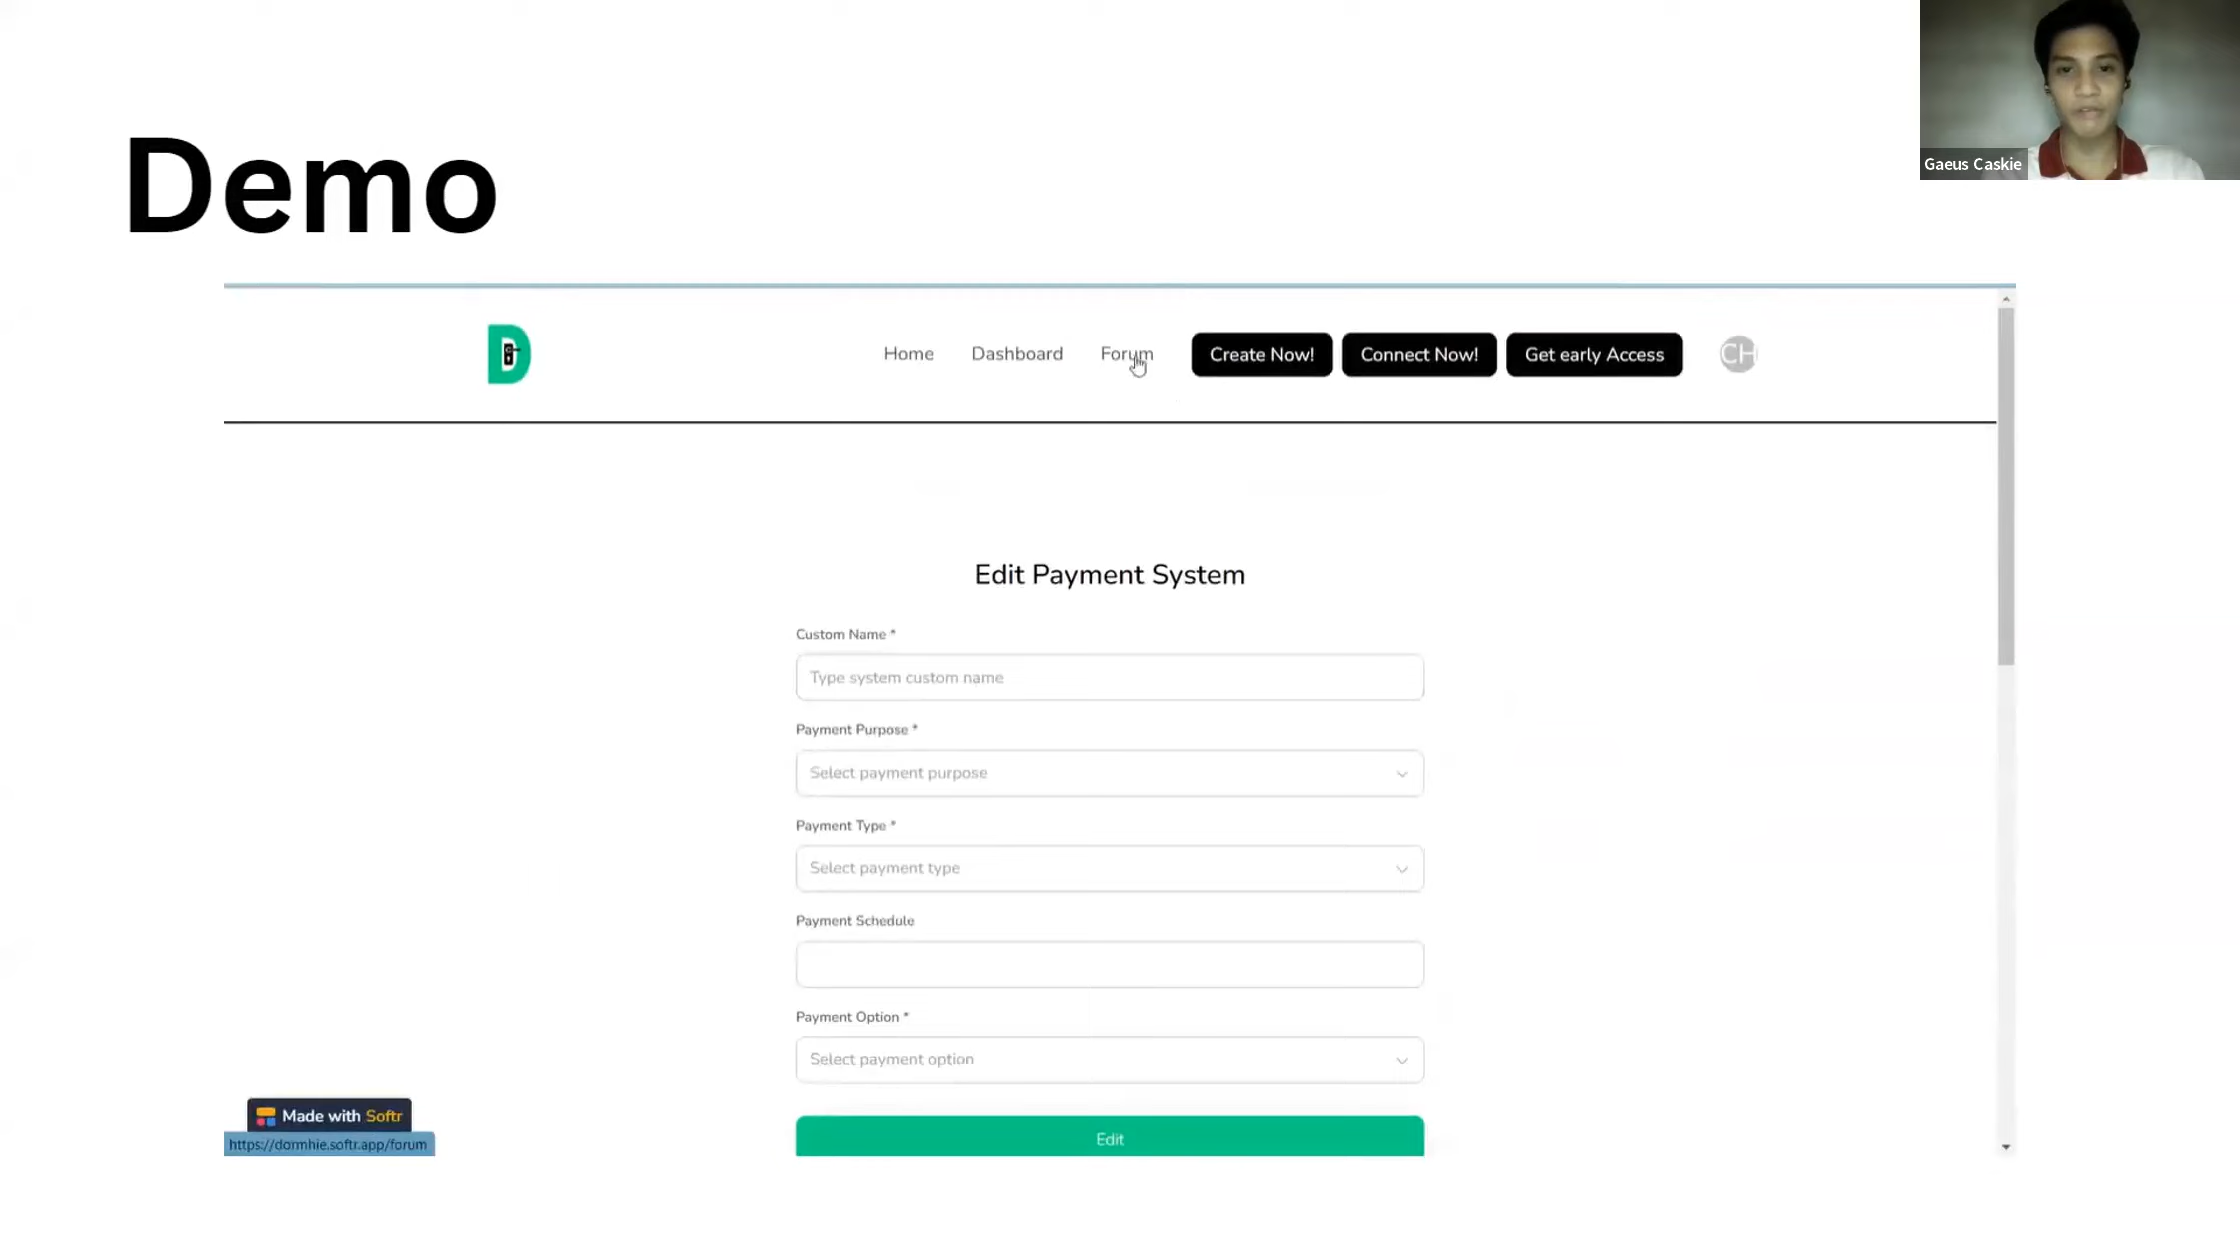 Demo
Gaeus Caskie
Home Dashboard Forum Create Now! Connect Now! Get early Access CH
Edit Payment System
Custom Name *
Type system custom name
Payment Purpose *
Select payment purpose
Payment Type *
Select payment type
Payment Schedule
Payment Option *
Select payment option
Edit
Made with Softr
https://dormhie.softr.app/forum